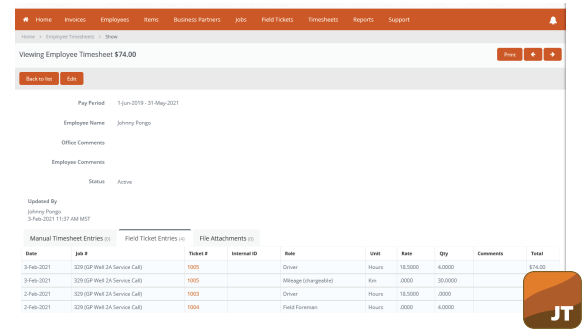 Home Invoices Employees Items Business Partners Jobs Field Tickets Timesheets Reports Support
Home > Employee Timesheets > Show
Viewing Employee Timesheet $74.00 Print
Back to list Edit
Pay Period 1-Jun-2019 - 31-May-2021
Employee Name Johnny Pongo
Office Comments
Employee Comments
Status Active
Updated By
Johnny Pongo
3-Feb-2021 11:37 AM MST
Manual Timesheet Entries (0) Field Ticket Entries (4) File Attachments (0)
Date Job # Ticket # Internal ID Role Unit Rate Qty Comments Total
3-Feb-2021 329 (GP Well 2A Service Call) 1005 Driver Hours 18.5000 4.0000 $74.00
3-Feb-2021 329 (GP Well 2A Service Call) 1005 Mileage (chargeable) Km .0000 30.0000
2-Feb-2021 329 (GP Well 2A Service Call) 1003 Driver Hours 18.5000 .0000
2-Feb-2021 329 (GP Well 2A Service Call) 1004 Field Foreman Hours .0000 4.0000
JT